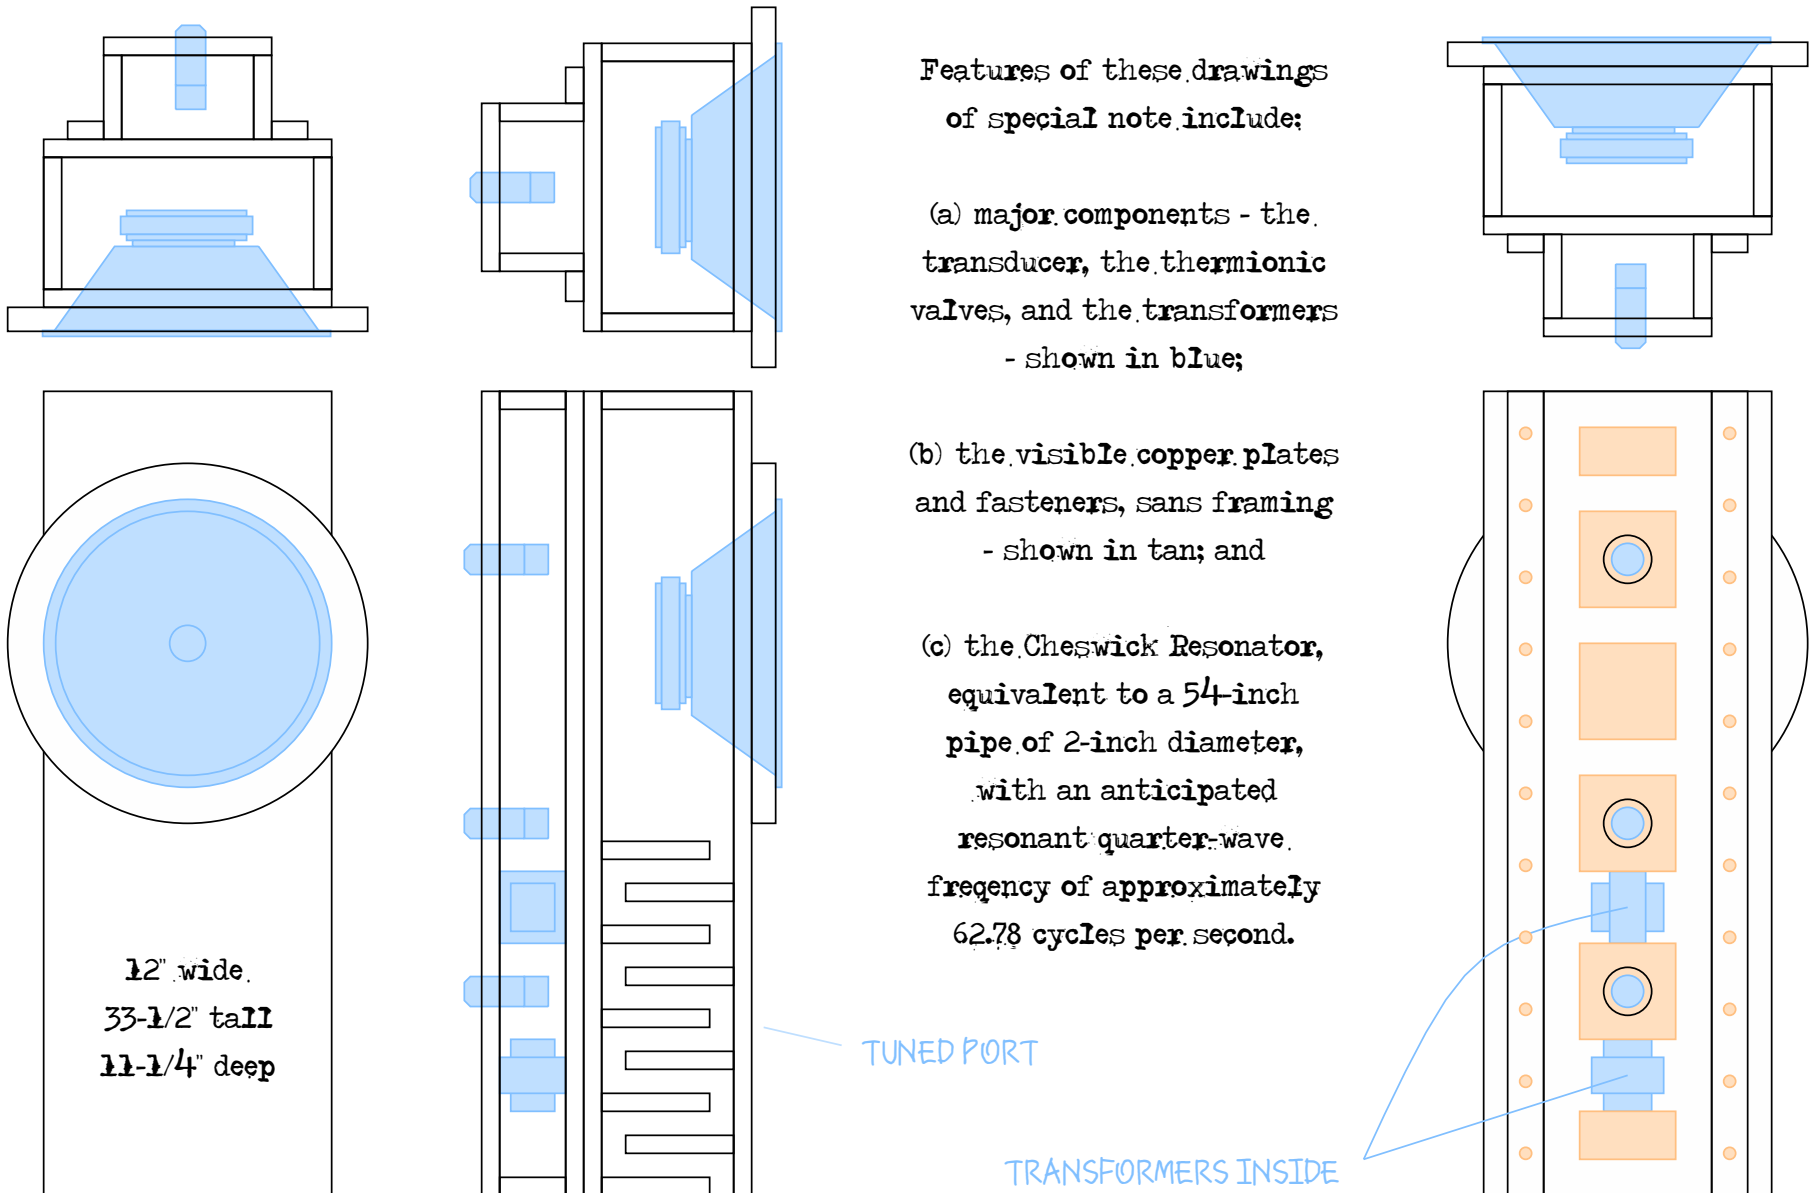 Features of these drawings
of special note include:
(a) major components - the
transducer, the thermionic
valves, and the transformers
- shown in blue;
(b) the visible copper plates
and fasteners, sans framing
- shown in tan; and
(c) the Cheswick Resonator,
equivalent to a 54-inch
pipe of 2-inch diameter,
with an anticipated
resonant quarter-wave
freqency of approximately
62.78 cycles per second.
12" wide
33-1/2" tall
11-1/4" deep
TUNED PORT
TRANSFORMERS INSIDE